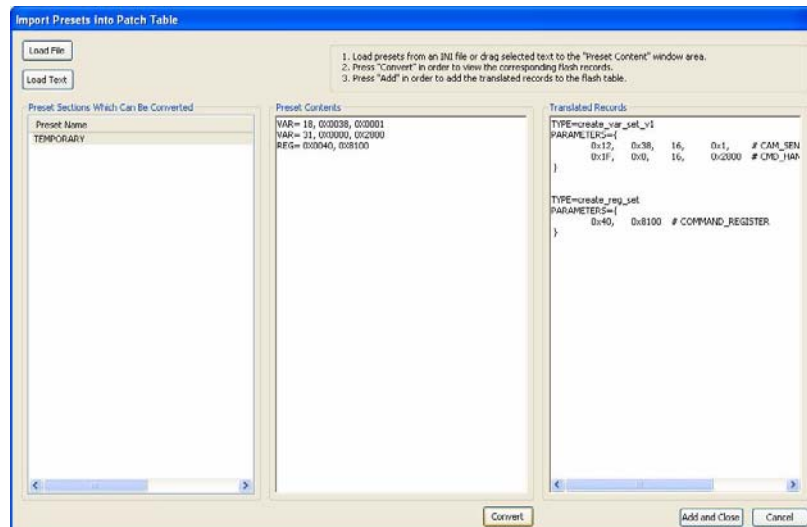 Import Presets into Patch Table
Load File
Load Text
1. Load presets from an INI file or drag selected text to the "Preset Content" window area.
2. Press "Convert" in order to view the corresponding flash records.
3. Press "Add" in order to add the translated records to the flash table.
Preset Sections Which Can Be Converted
Preset Name
TEMPORARY
Preset Contents
VAR= 18, 0X0038, 0X0001
VAR= 31, 0X0000, 0X2000
REG= 0X0040, 0X8100
Translated Records
TYPE=create_var_set_v1
PARAMETERS={
0x12, 0x38, 16, 0x1, # CAM_SEN
0x1F, 0x0, 16, 0x2000 # CMD_HAN
}
TYPE=create_reg_set
PARAMETERS={
0x40, 0x8100 # COMMAND_REGISTER
}
Convert
Add and Close
Cancel